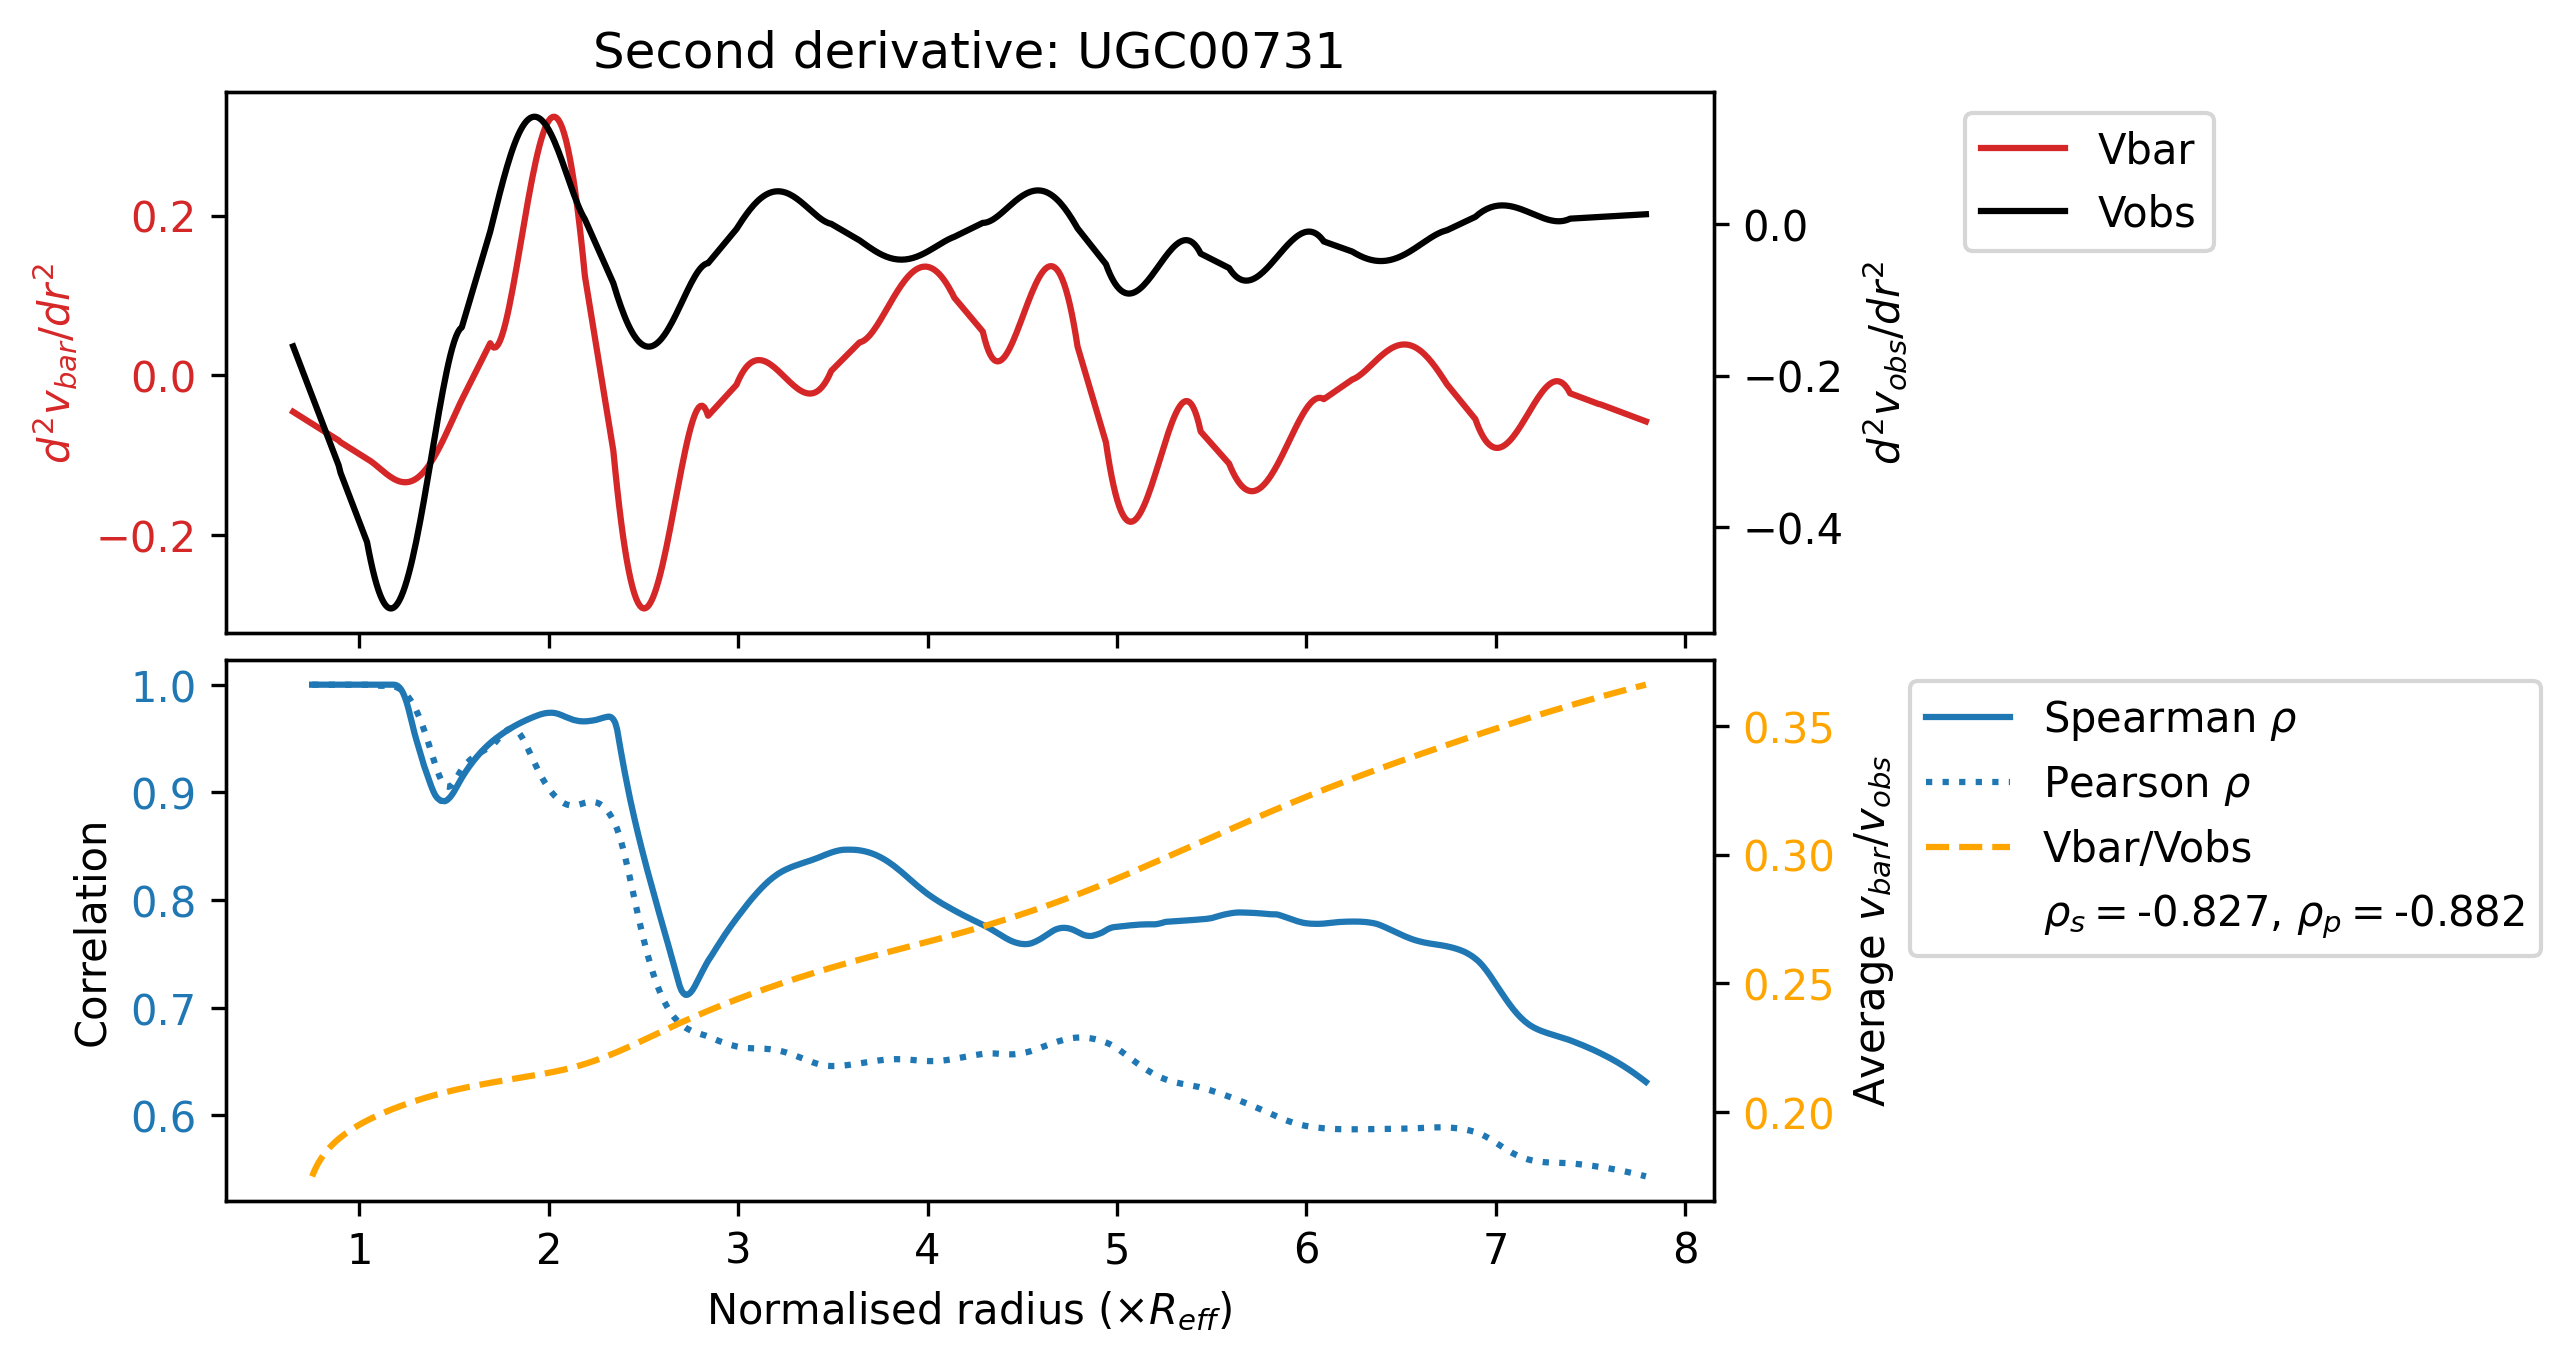 Second derivative: UGC00731
d²v_bar/dr²
0.2
0.0
−0.2
0.0
−0.2
−0.4
d²v_obs/dr²
Vbar
Vobs
Correlation
1.0
0.9
0.8
0.7
0.6
0.35
0.30
0.25
0.20
Average v_bar/v_obs
Spearman ρ
Pearson ρ
Vbar/Vobs
ρ_s = -0.827, ρ_p = -0.882
1 2 3 4 5 6 7 8
Normalised radius (×R_eff)